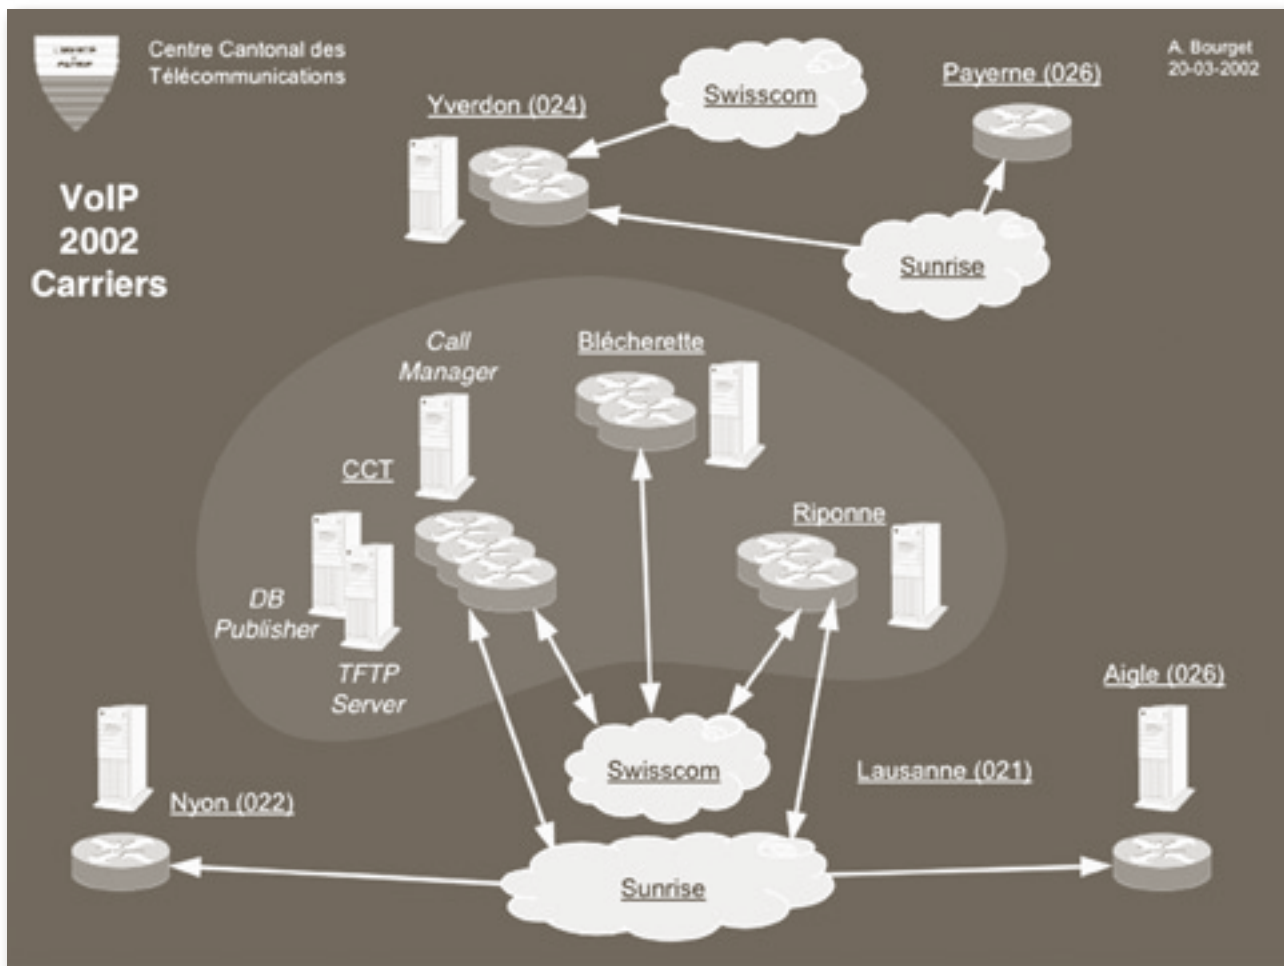 Centre Cantonal des
Télécommunications
A. Bourget
20-03-2002
VoIP
2002
Carriers
Yverdon (024)
Swisscom
Payerne (026)
Sunrise
Call
Manager
Blécherette
CCT
Riponne
DB
Publisher
TFTP
Server
Aigle (026)
Swisscom
Lausanne (021)
Nyon (022)
Sunrise